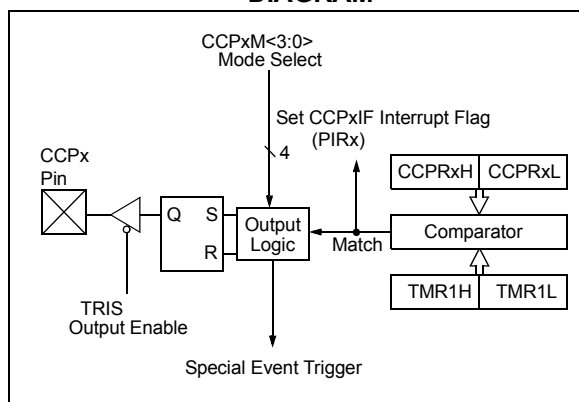 DIAGRAM
CCPxM<3:0>
Mode Select
Set CCPxIF Interrupt Flag
(PIRx)
4
CCPx
Pin
CCPRxH CCPRxL
Q S
R
Output
Logic
Match
Comparator
TRIS
Output Enable
TMR1H TMR1L
Special Event Trigger